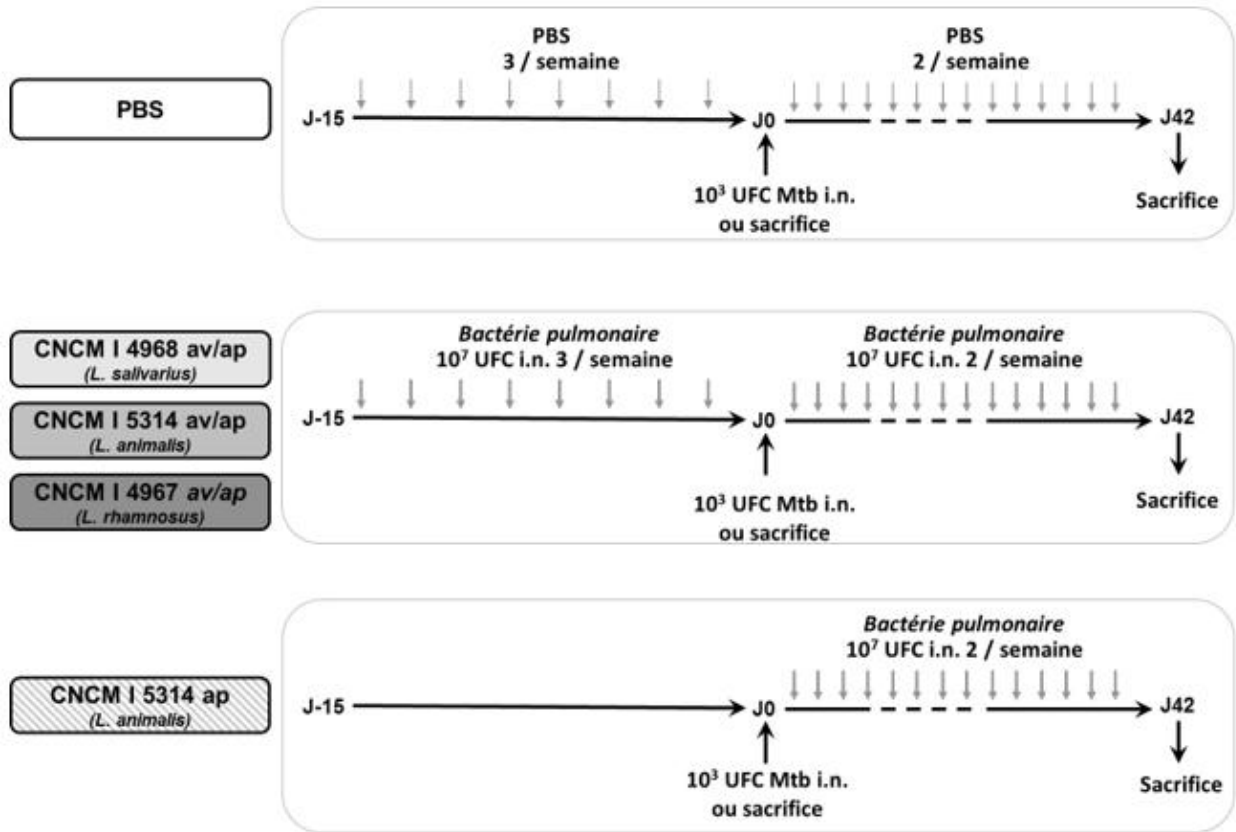 PBS
PBS
3 / semaine
PBS
2 / semaine
J-15
J0
J42
10³ UFC Mtb i.n.
ou sacrifice
Sacrifice
CNCM I 4968 av/ap
(L. salivarius)
CNCM I 5314 av/ap
(L. animalis)
CNCM I 4967 av/ap
(L. rhamnosus)
Bactérie pulmonaire
10⁷ UFC i.n. 3 / semaine
Bactérie pulmonaire
10⁷ UFC i.n. 2 / semaine
J-15
J0
J42
10³ UFC Mtb i.n.
ou sacrifice
Sacrifice
CNCM I 5314 ap
(L. animalis)
Bactérie pulmonaire
10⁷ UFC i.n. 2 / semaine
J-15
J0
J42
10³ UFC Mtb i.n.
ou sacrifice
Sacrifice